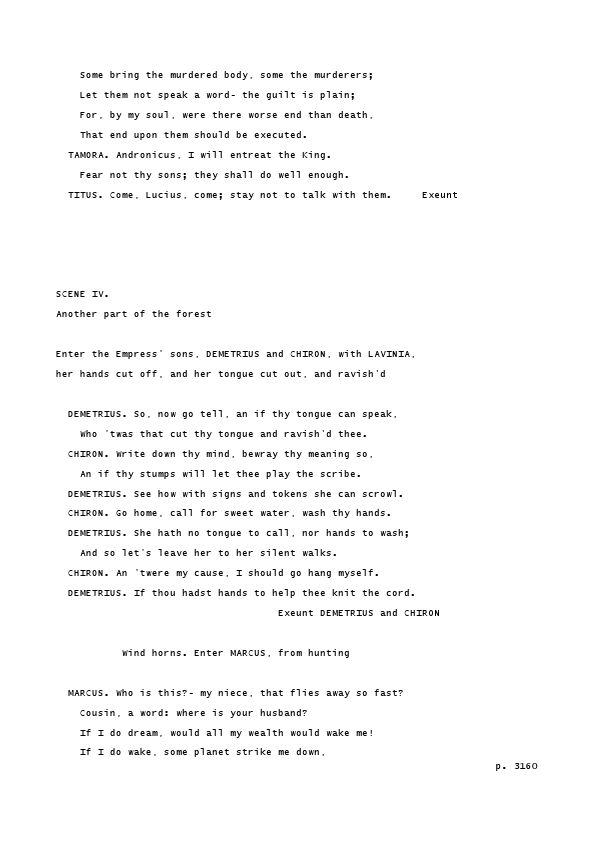 Some bring the murdered body, some the murderers;
Let them not speak a word- the guilt is plain;
For, by my soul, were there worse end than death,
That end upon them should be executed.
TAMORA. Andronicus, I will entreat the King.
Fear not thy sons; they shall do well enough.
TITUS. Come, Lucius, come; stay not to talk with them.     Exeunt
SCENE IV.
Another part of the forest
Enter the Empress' sons, DEMETRIUS and CHIRON, with LAVINIA,
her hands cut off, and her tongue cut out, and ravish'd
DEMETRIUS. So, now go tell, an if thy tongue can speak,
Who 'twas that cut thy tongue and ravish'd thee.
CHIRON. Write down thy mind, bewray thy meaning so,
An if thy stumps will let thee play the scribe.
DEMETRIUS. See how with signs and tokens she can scrowl.
CHIRON. Go home, call for sweet water, wash thy hands.
DEMETRIUS. She hath no tongue to call, nor hands to wash;
And so let's leave her to her silent walks.
CHIRON. An 'twere my cause, I should go hang myself.
DEMETRIUS. If thou hadst hands to help thee knit the cord.
Exeunt DEMETRIUS and CHIRON
Wind horns. Enter MARCUS, from hunting
MARCUS. Who is this?- my niece, that flies away so fast?
Cousin, a word: where is your husband?
If I do dream, would all my wealth would wake me!
If I do wake, some planet strike me down,
p. 3160